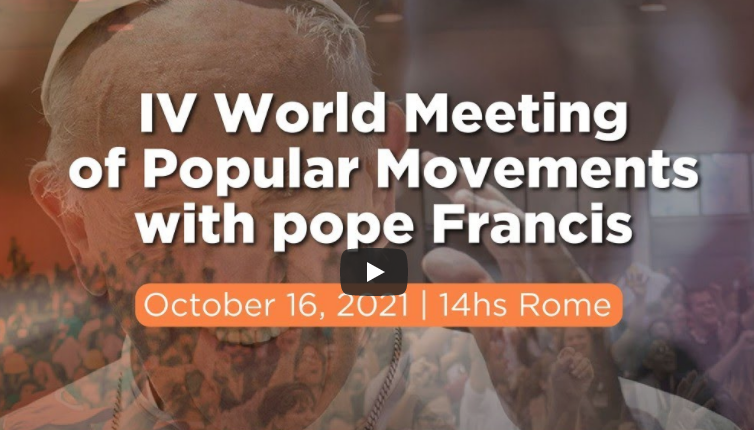 IV World Meeting
of Popular Movements
with pope Francis
October 16, 2021 | 14hs Rome